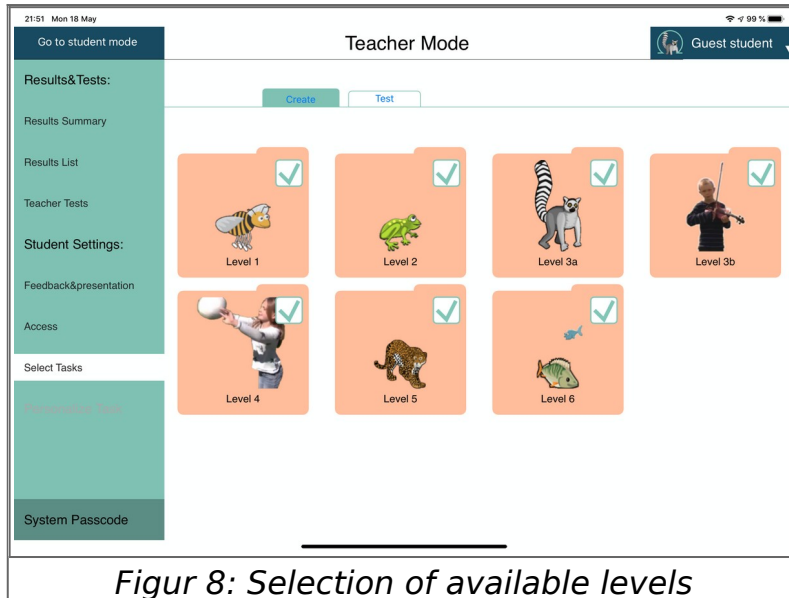 21:51 Mon 18 May
99 %
Go to student mode
Teacher Mode
Guest student
Results&Tests:
Create
Test
Results Summary
Results List
Teacher Tests
Student Settings:
Feedback&presentation
Access
Select Tasks
System Passcode
Level 1
Level 2
Level 3a
Level 3b
Level 4
Level 5
Level 6
Figur 8: Selection of available levels